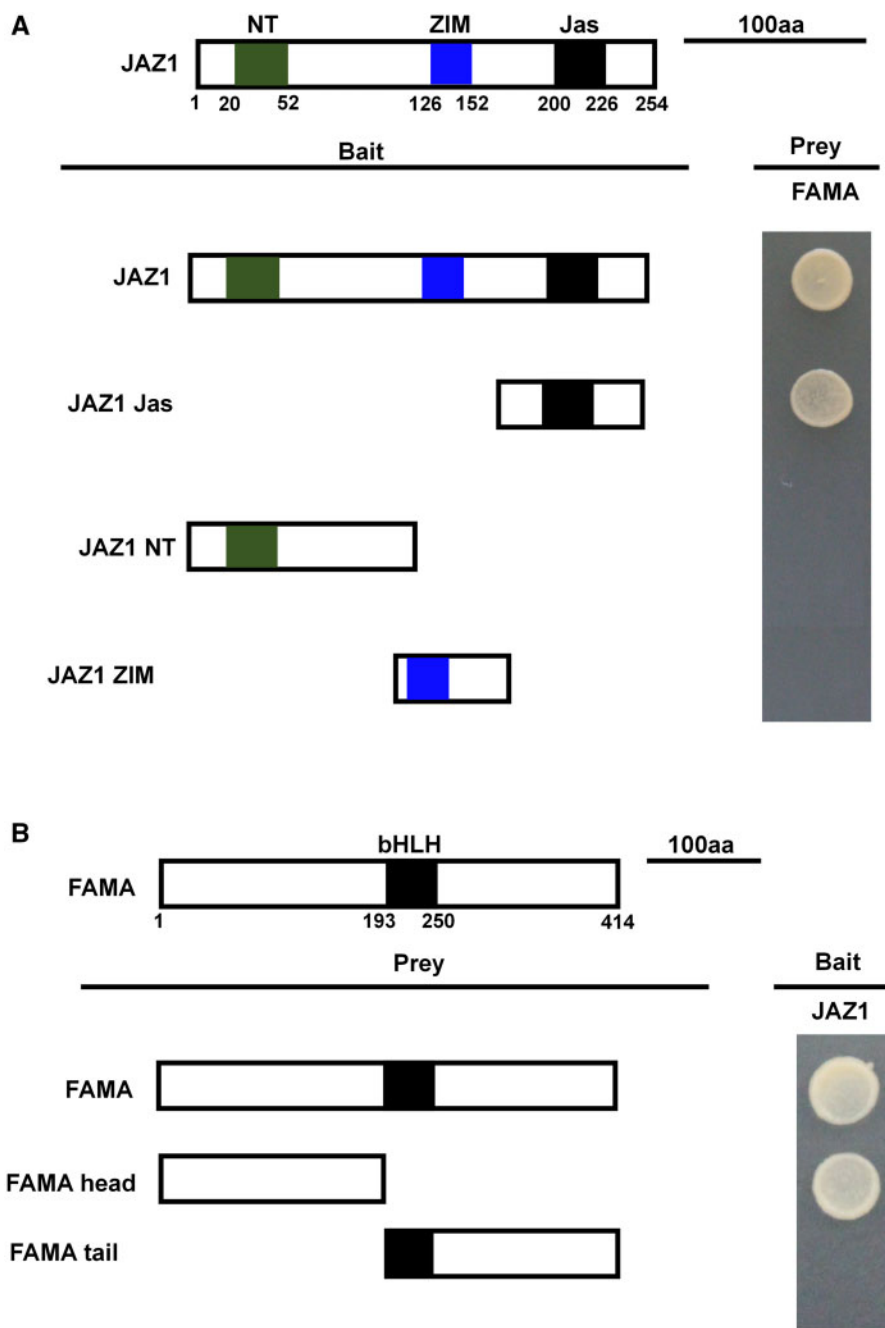 A
NT ZIM Jas 100aa
JAZ1
1 20 52 126 152 200 226 254
Bait Prey
FAMA
JAZ1
JAZ1 Jas
JAZ1 NT
JAZ1 ZIM
B
bHLH 100aa
FAMA
1 193 250 414
Prey Bait
JAZ1
FAMA
FAMA head
FAMA tail